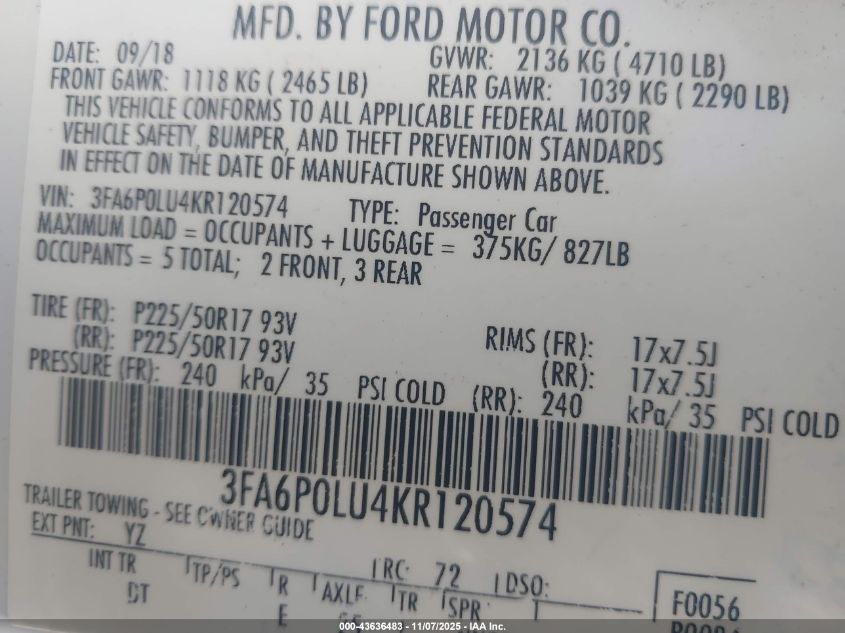 MFD. BY FORD MOTOR CO.
DATE: 09/18 GVWR: 2136 KG ( 4710 LB)
FRONT GAWR: 1118 KG ( 2465 LB) REAR GAWR: 1039 KG ( 2290 LB)
THIS VEHICLE CONFORMS TO ALL APPLICABLE FEDERAL MOTOR
VEHICLE SAFETY, BUMPER, AND THEFT PREVENTION STANDARDS
IN EFFECT ON THE DATE OF MANUFACTURE SHOWN ABOVE.
VIN: 3FA6P0LU4KR120574 TYPE: Passenger Car
MAXIMUM LOAD = OCCUPANTS + LUGGAGE = 375KG/ 827LB
OCCUPANTS = 5 TOTAL; 2 FRONT, 3 REAR
TIRE (FR): P225/50R17 93V RIMS (FR): 17x7.5J
(RR): P225/50R17 93V (RR): 17x7.5J
PRESSURE (FR): 240 kPa/ 35 PSI COLD (RR): 240 kPa/ 35 PSI COLD
3FA6P0LU4KR120574
TRAILER TOWING - SEE OWNER GUIDE
EXT PNT: YZ RC: 72 DSO: F0056
INT TR TP/PS R AXLE TR SPR
DT E
000-43636483 - 11/07/2025 - IAA Inc.